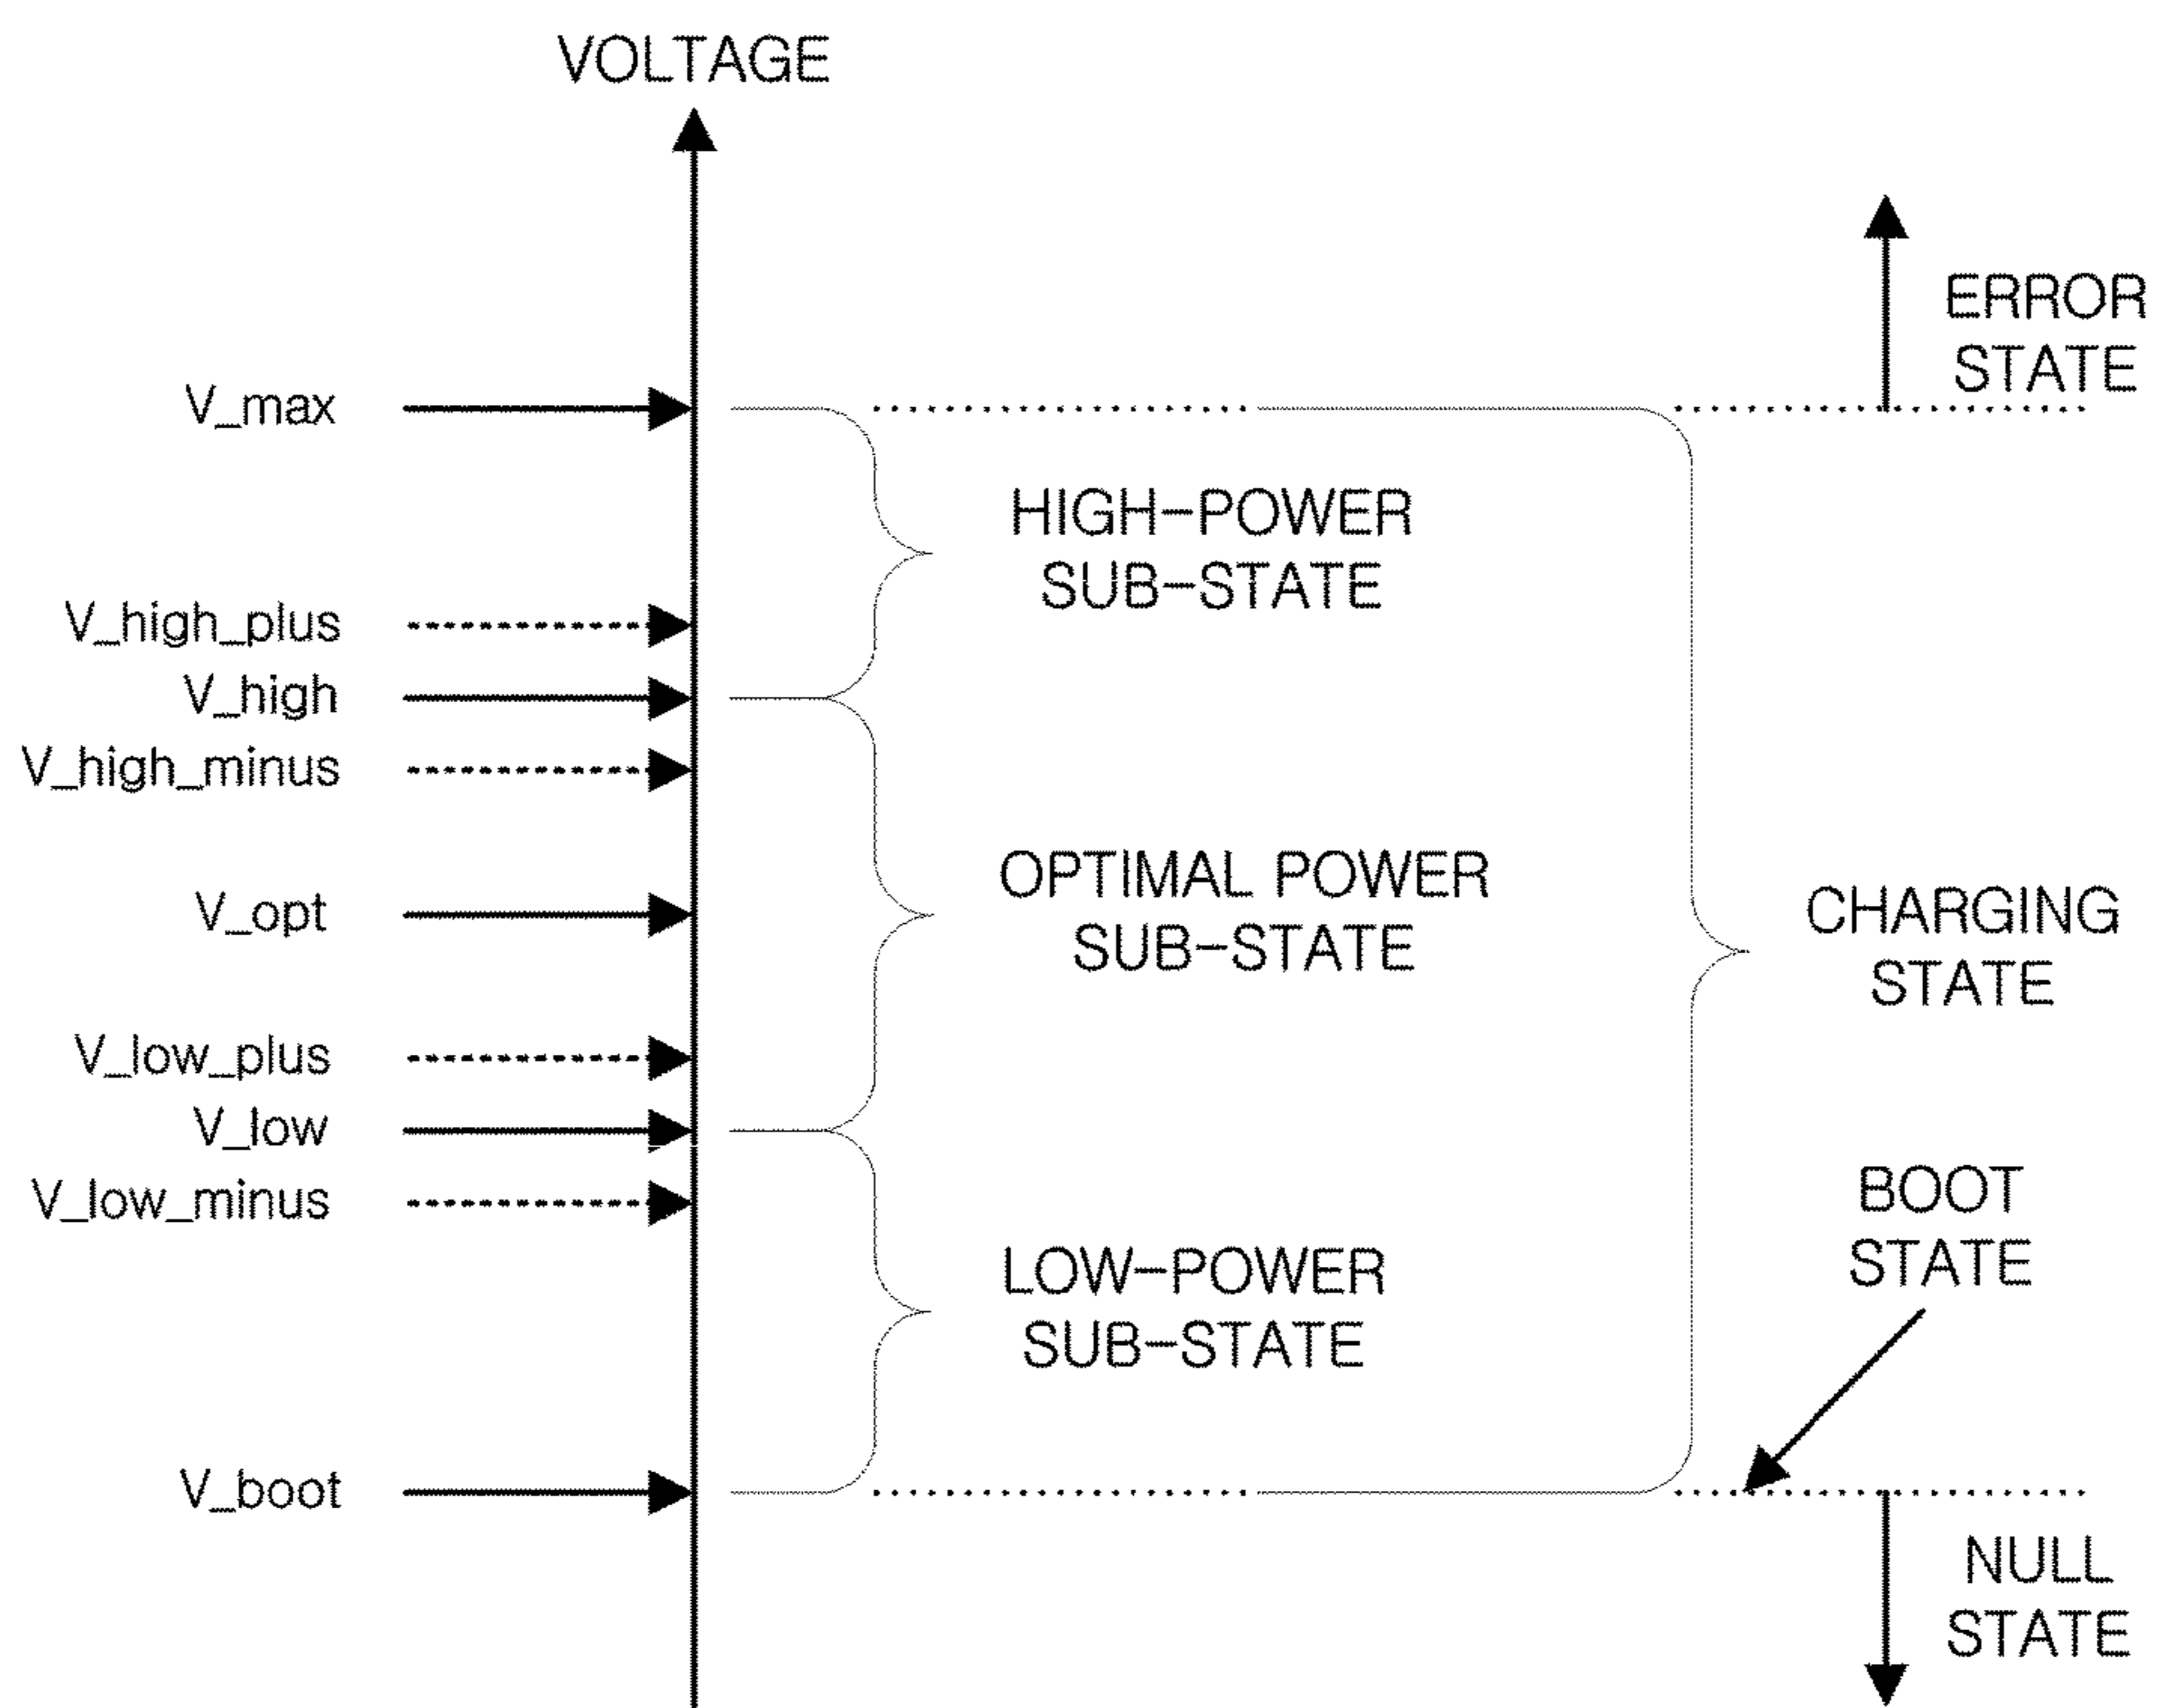 VOLTAGE
ERROR
STATE
V_max
HIGH-POWER
SUB-STATE
V_high_plus
V_high
V_high_minus
OPTIMAL POWER
SUB-STATE
V_opt
CHARGING
STATE
V_low_plus
V_low
V_low_minus
BOOT
STATE
LOW-POWER
SUB-STATE
V_boot
NULL
STATE